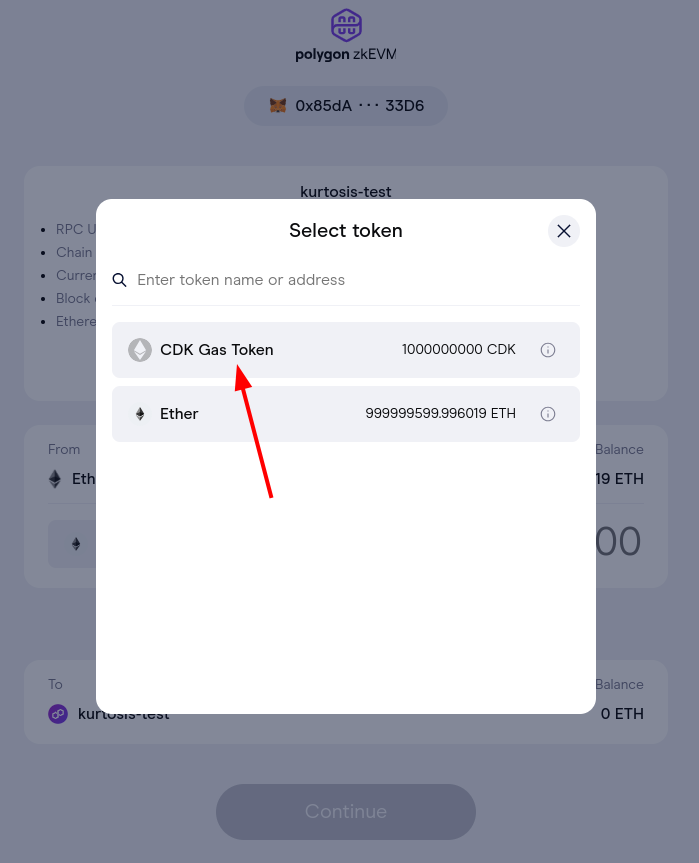 polygon zkEVM
0x85dA ··· 33D6
kurtosis-test
RPC U
Chain
Curre
Block
Ethere
Select token
Enter token name or address
CDK Gas Token 1000000000 CDK
Ether 999999599.996019 ETH
From Balance
Eth 19 ETH
00
To Balance
kurtosis-test 0 ETH
Continue